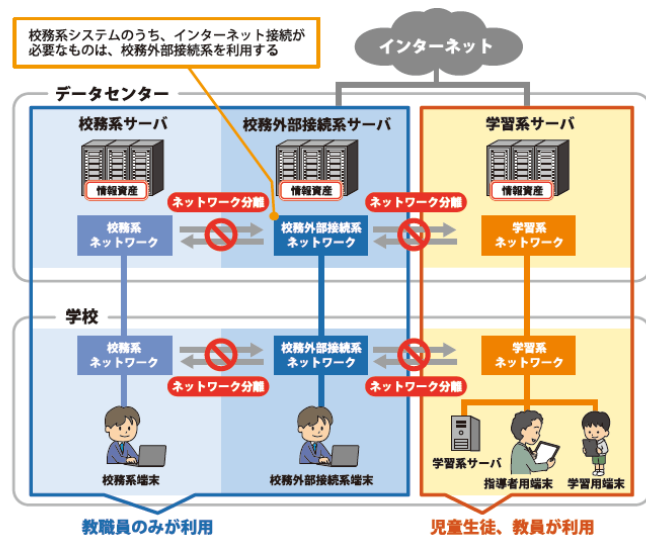 校務系システムのうち、インターネット接続が
必要なものは、校務外部接続系を利用する
インターネット
データセンター
校務系サーバ
校務外部接続系サーバ
学習系サーバ
情報資産
情報資産
情報資産
ネットワーク分離
ネットワーク分離
校務系
ネットワーク
校務外部接続系
ネットワーク
学習系
ネットワーク
学校
校務系
ネットワーク
校務外部接続系
ネットワーク
学習系
ネットワーク
ネットワーク分離
ネットワーク分離
校務系端末
校務外部接続系端末
学習系サーバ
指導者用端末
学習用端末
教職員のみが利用
児童生徒、教員が利用